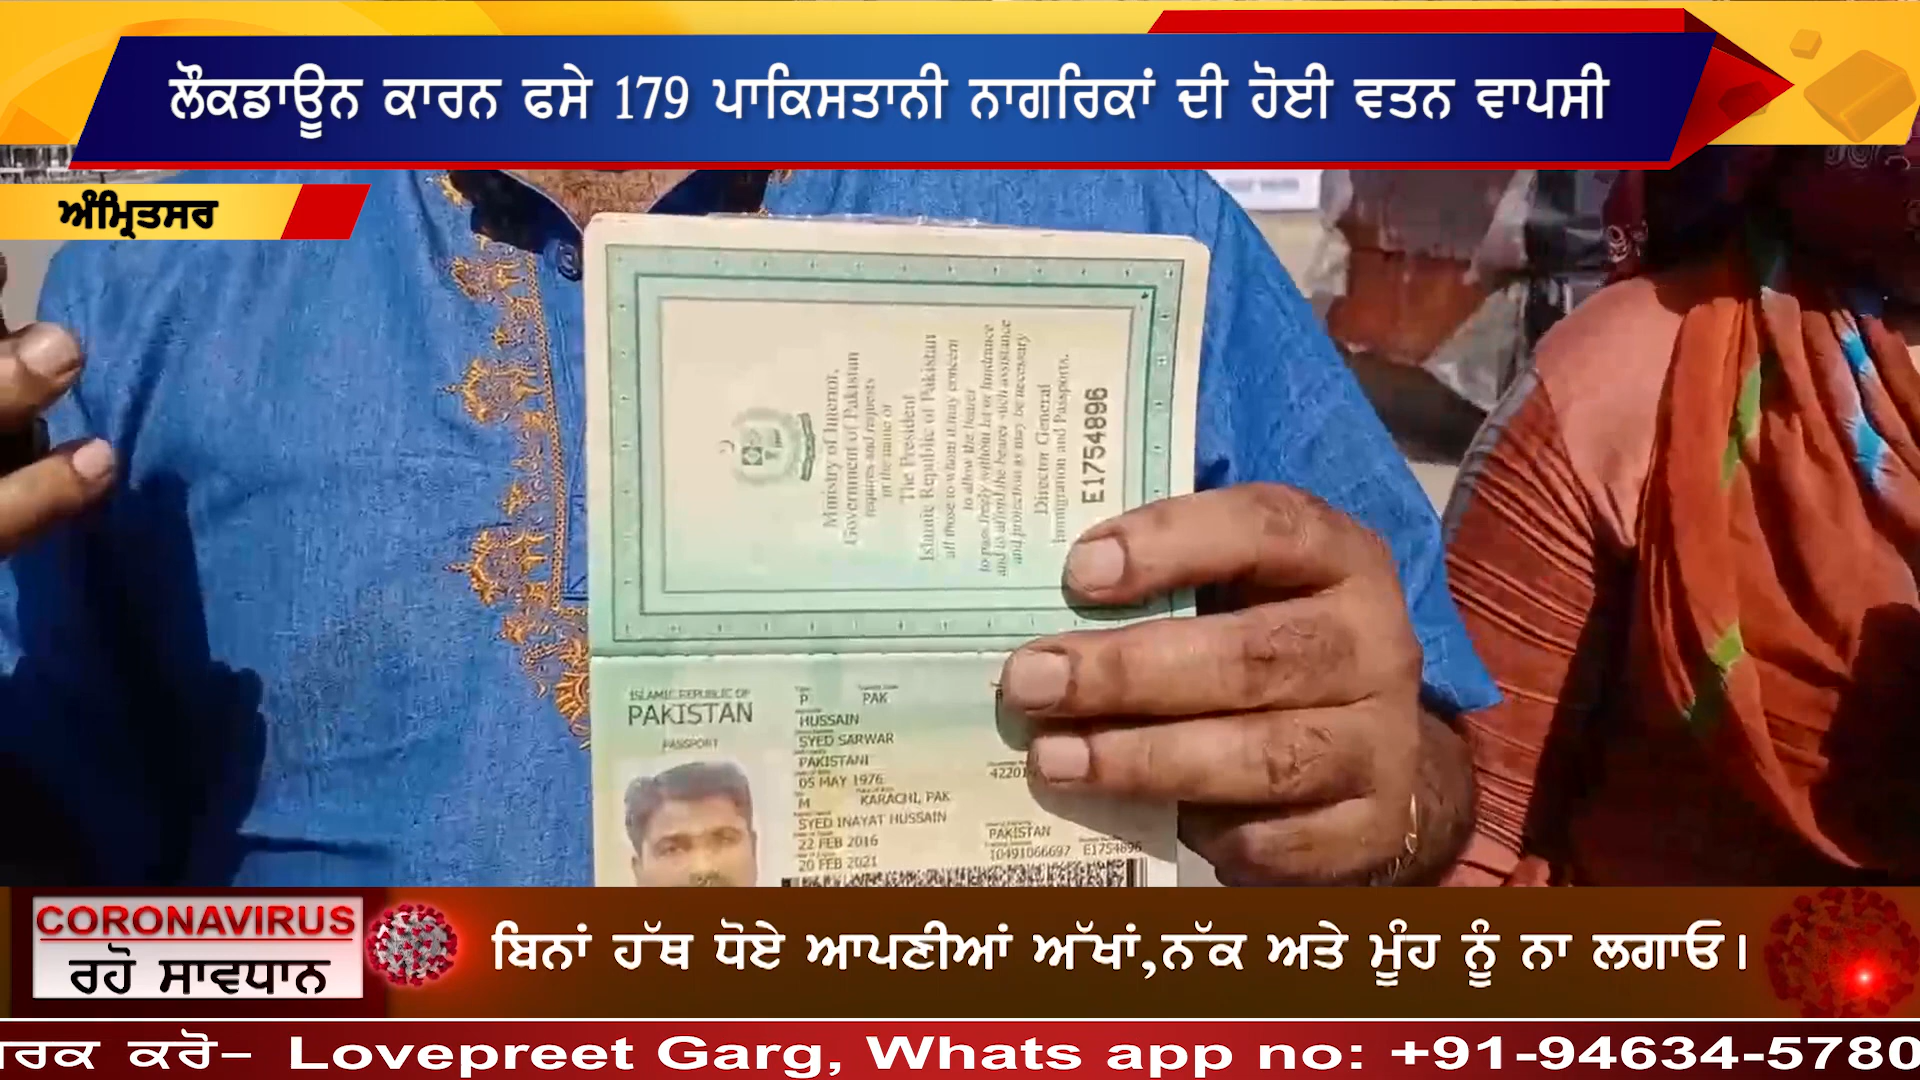 ਲੌਕਡਾਊਨ ਕਾਰਨ ਫਸੇ 179 ਪਾਕਿਸਤਾਨੀ ਨਾਗਰਿਕਾਂ ਦੀ ਹੋਈ ਵਤਨ ਵਾਪਸੀ
ਅੰਮ੍ਰਿਤਸਰ
Ministry of Interior,
Government of Pakistan
requires and requests
in the name of
The President
Islamic Republic of Pakistan
all those to whom it may concern
to allow the bearer
to pass freely without let or hindrance
and to afford the bearer such assistance
and protection as may be necessary
Director General
Immigration and Passports.
E1754896
ISLAMIC REPUBLIC OF
PAKISTAN
PASSPORT
P PAK
HUSSAIN
SYED SARWAR
PAKISTANI
05 MAY 1976 42201
M KARACHI, PAK
SYED INAYAT HUSSAIN
22 FEB 2016 PAKISTAN
20 FEB 2021 10491066697 E1754896
CORONAVIRUS
ਰਹੋ ਸਾਵਧਾਨ
ਬਿਨਾਂ ਹੱਥ ਧੋਏ ਆਪਣੀਆਂ ਅੱਖਾਂ,ਨੱਕ ਅਤੇ ਮੂੰਹ ਨੂੰ ਨਾ ਲਗਾਓ।
ਰਕ ਕਰੋ– Lovepreet Garg, Whats app no: +91-94634-5780